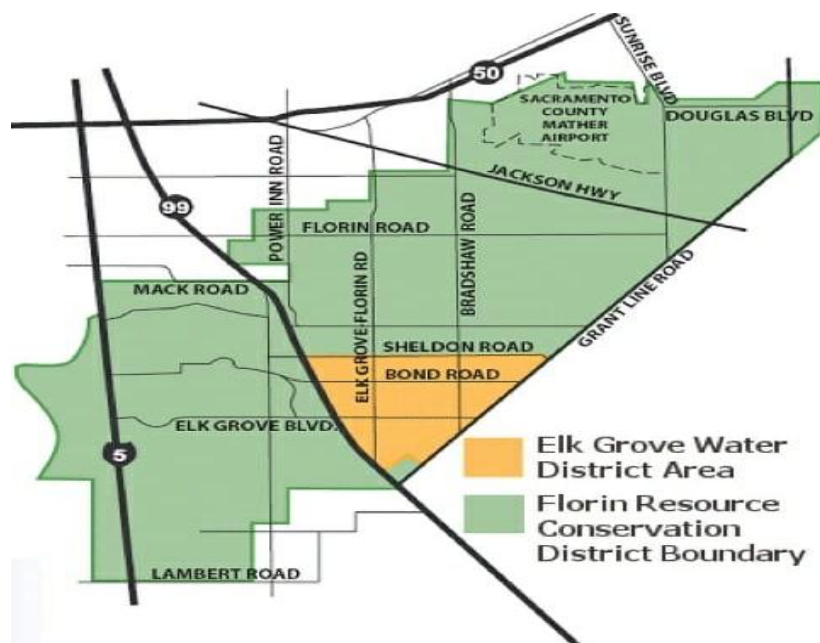 SUNRISE BLVD
50
SACRAMENTO
COUNTY
MATHER
AIRPORT
DOUGLAS BLVD
POWER INN ROAD
JACKSON HWY
99
BRADSHAW ROAD
FLORIN ROAD
ELK GROVE-FLORIN RD
MACK ROAD
GRANT LINE ROAD
SHELDON ROAD
BOND ROAD
ELK GROVE BLVD.
5
Elk Grove Water
District Area
Florin Resource
Conservation
District Boundary
LAMBERT ROAD